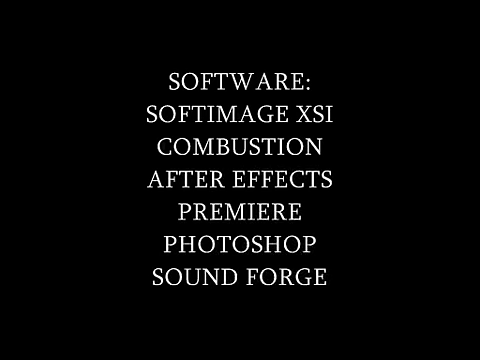 SOFTWARE:
SOFTIMAGE XSI
COMBUSTION
AFTER EFFECTS
PREMIERE
PHOTOSHOP
SOUND FORGE